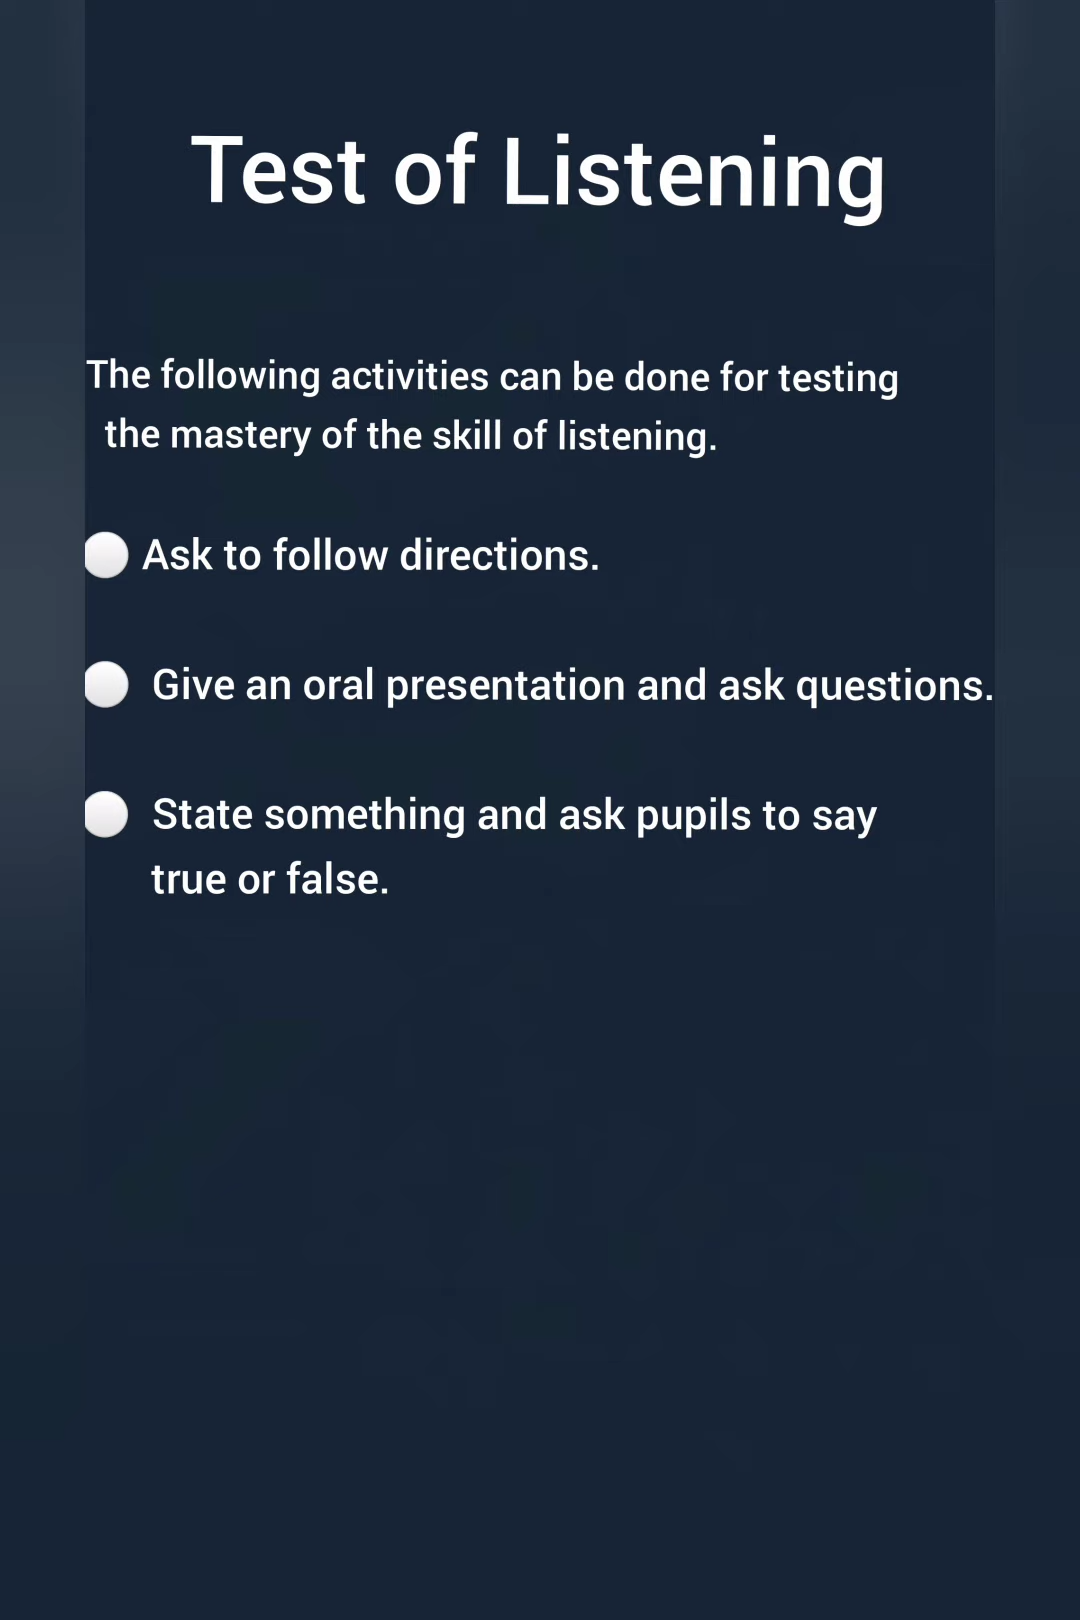 Test of Listening
The following activities can be done for testing
the mastery of the skill of listening.
Ask to follow directions.
Give an oral presentation and ask questions.
State something and ask pupils to say
true or false.